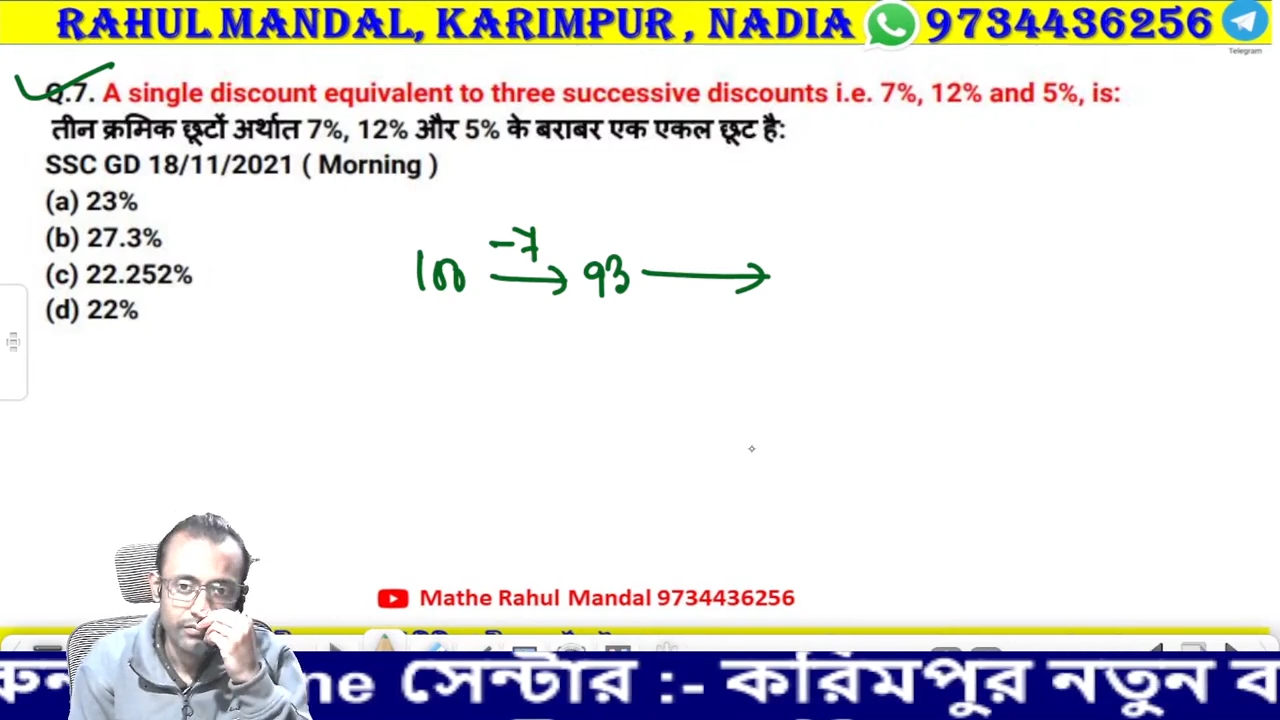 RAHUL MANDAL, KARIMPUR , NADIA 9734436256
Telegram
Q.7. A single discount equivalent to three successive discounts i.e. 7%, 12% and 5%, is:
तीन क्रमिक छूटों अर्थात 7%, 12% और 5% के बराबर एक एकल छूट है:
SSC GD 18/11/2021 ( Morning )
(a) 23%
(b) 27.3%
(c) 22.252%
(d) 22%
-7
100 → 93 →
Mathe Rahul Mandal 9734436256
me সেন্টার :- করিমপুর নতুন ব